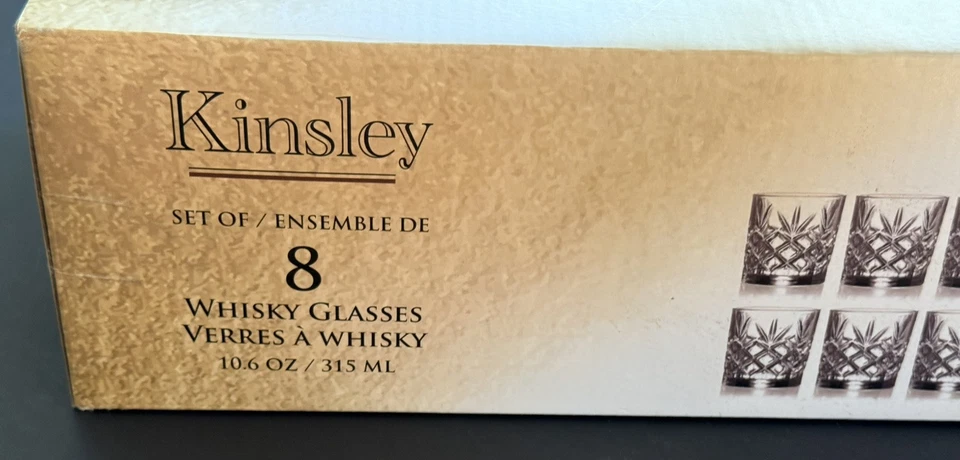 Kinsley
SET OF / ENSEMBLE DE
8
WHISKY GLASSES
VERRES À WHISKY
10.6 OZ / 315 ML